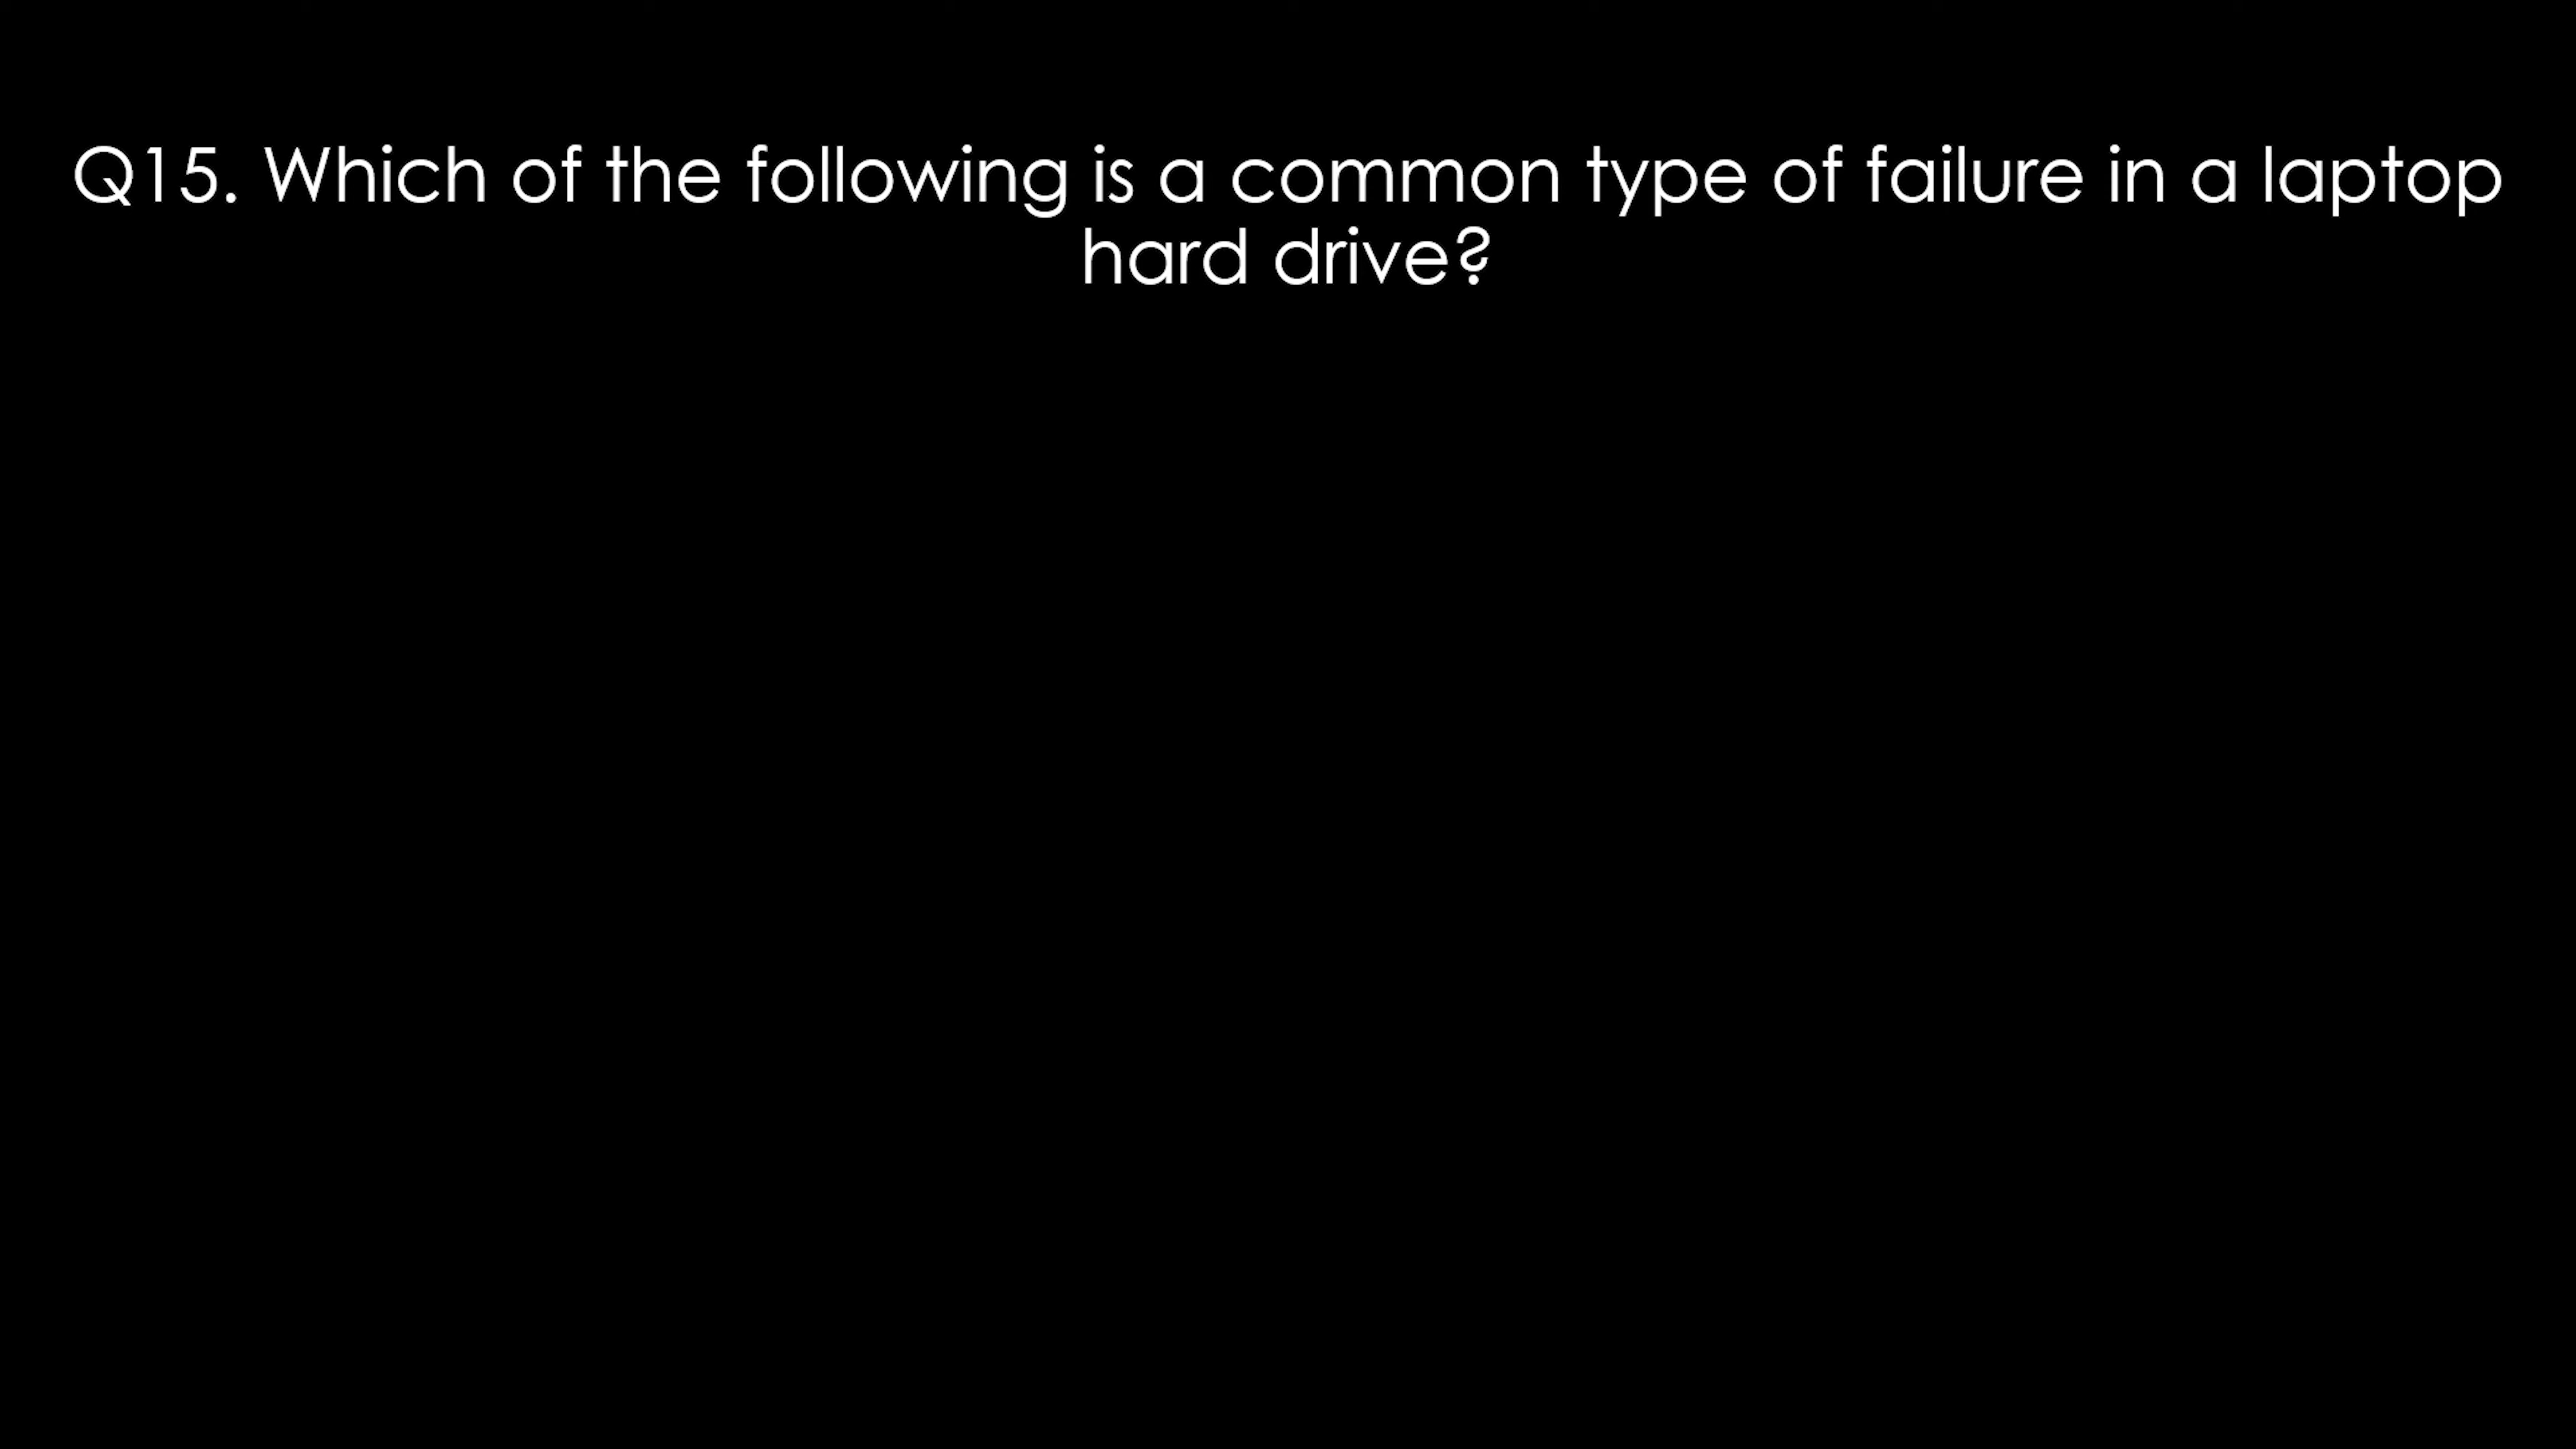 Q15. Which of the following is a common type of failure in a laptop
hard drive?